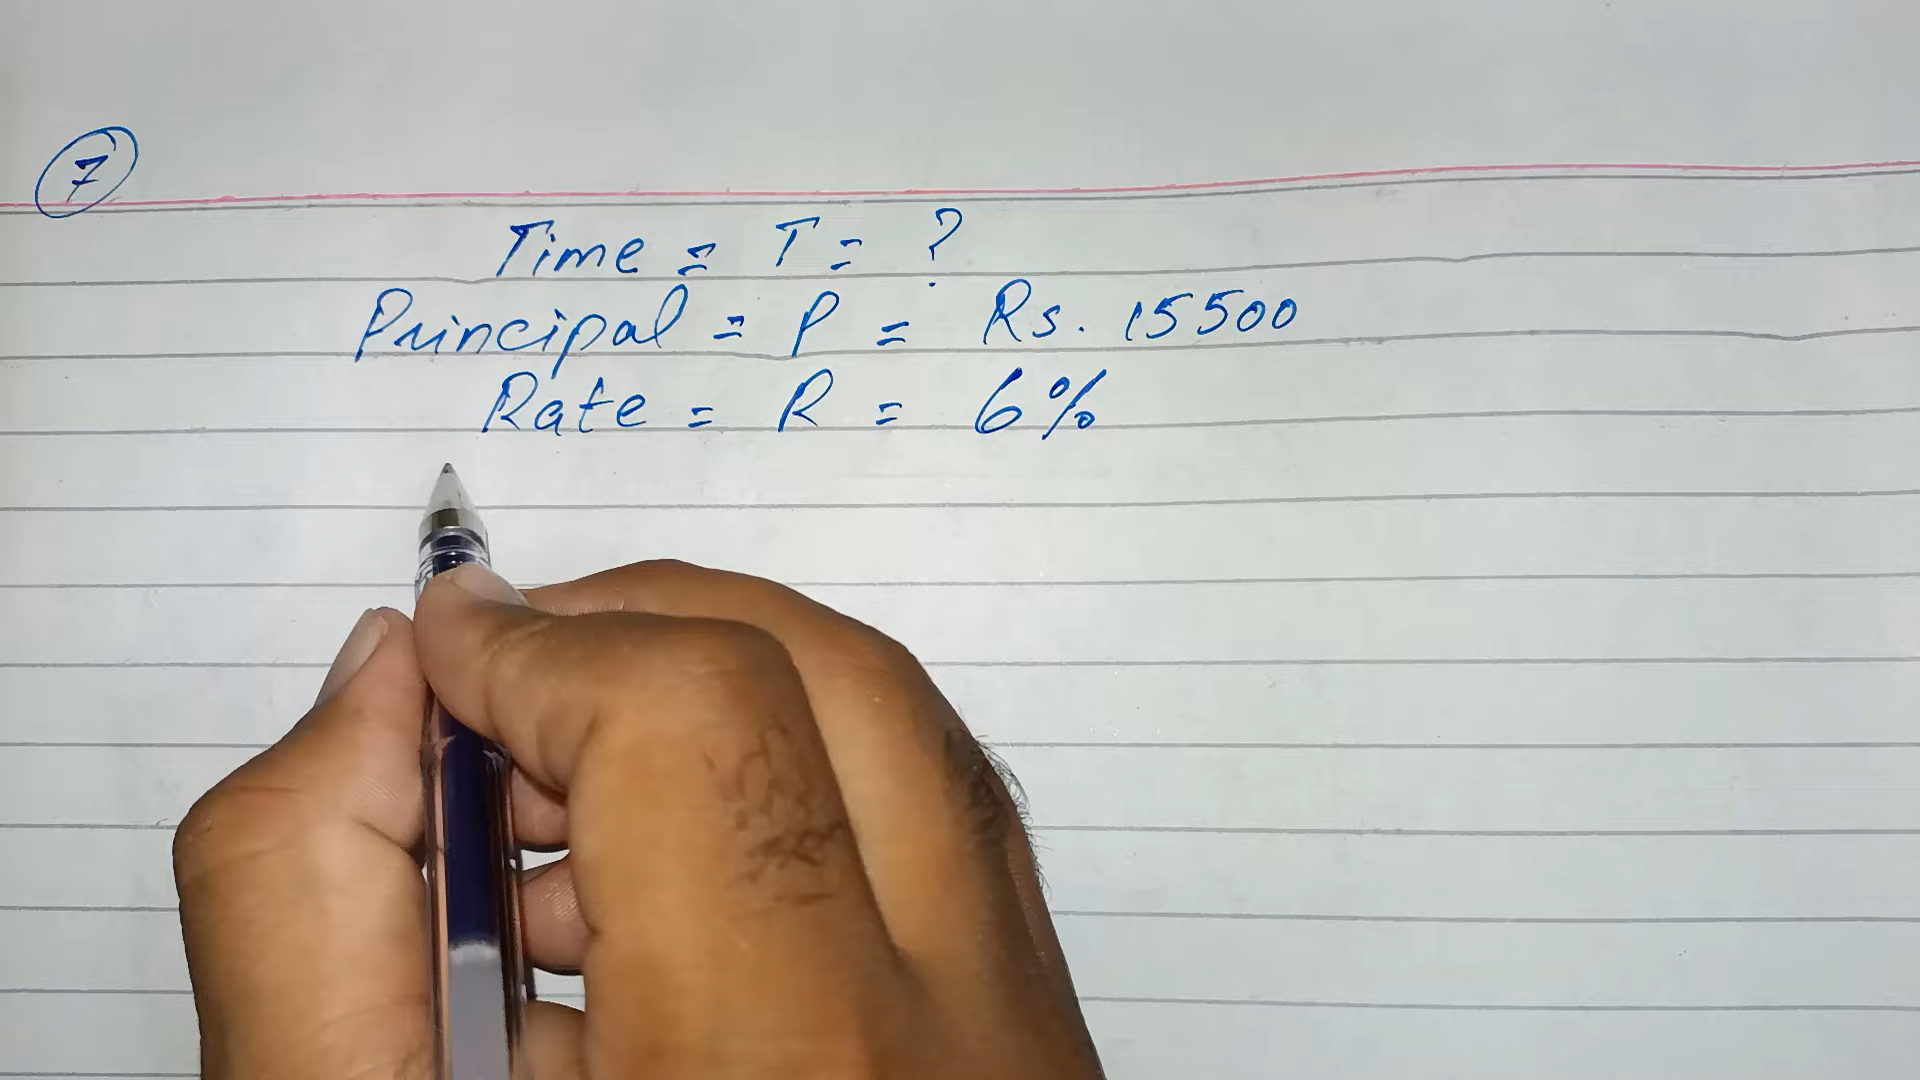 7
Time = T = ?
Principal = P = Rs. 15500
Rate = R = 6%